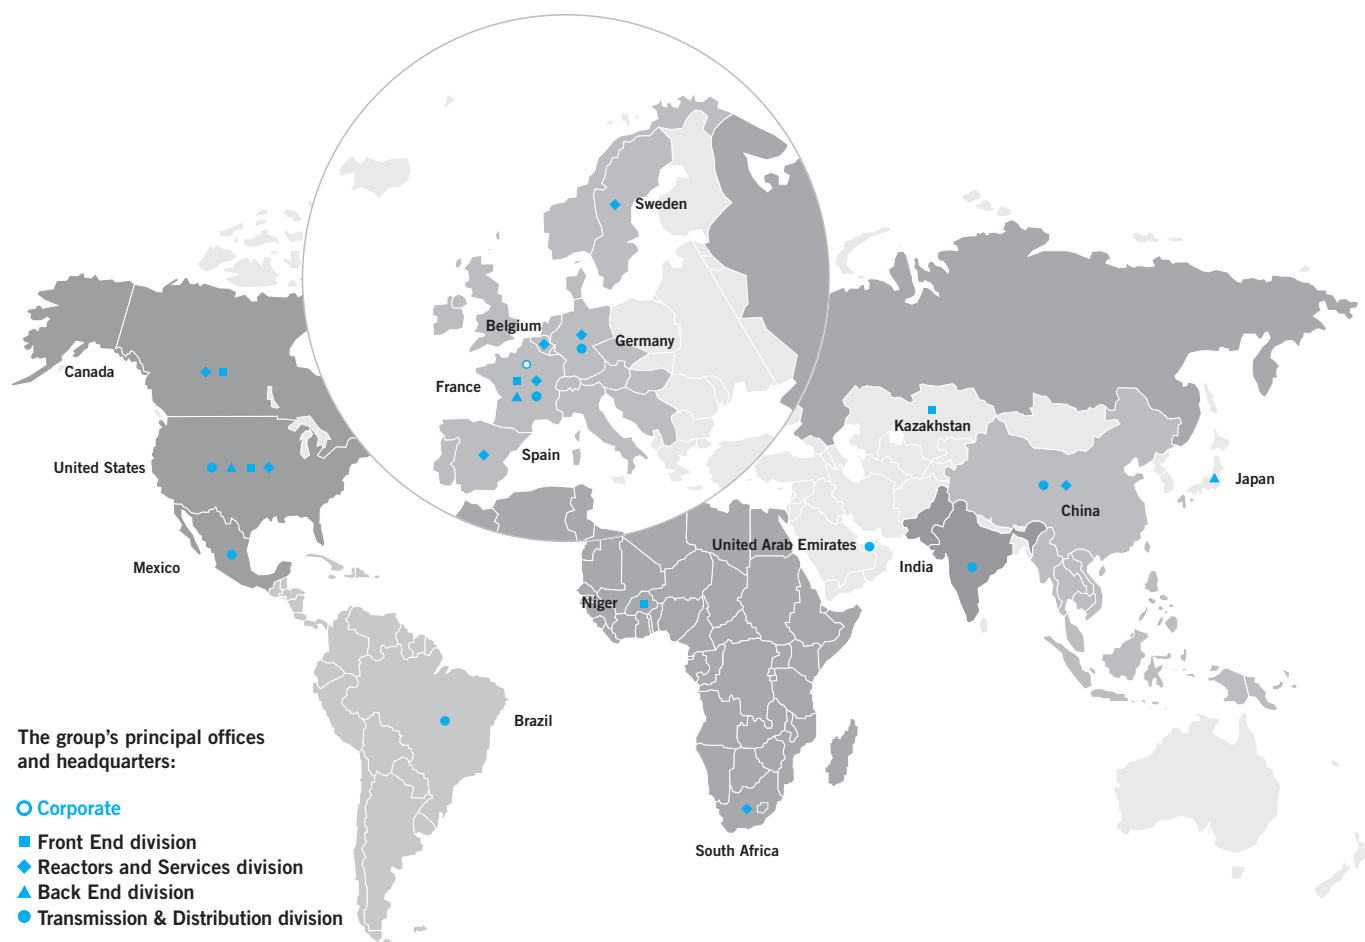 Sweden
Belgium
Germany
Canada
France
Kazakhstan
Spain
United States
Japan
China
United Arab Emirates
Mexico
India
Niger
Brazil
The group's principal offices
and headquarters:
Corporate
Front End division
South Africa
Reactors and Services division
Back End division
Transmission & Distribution division